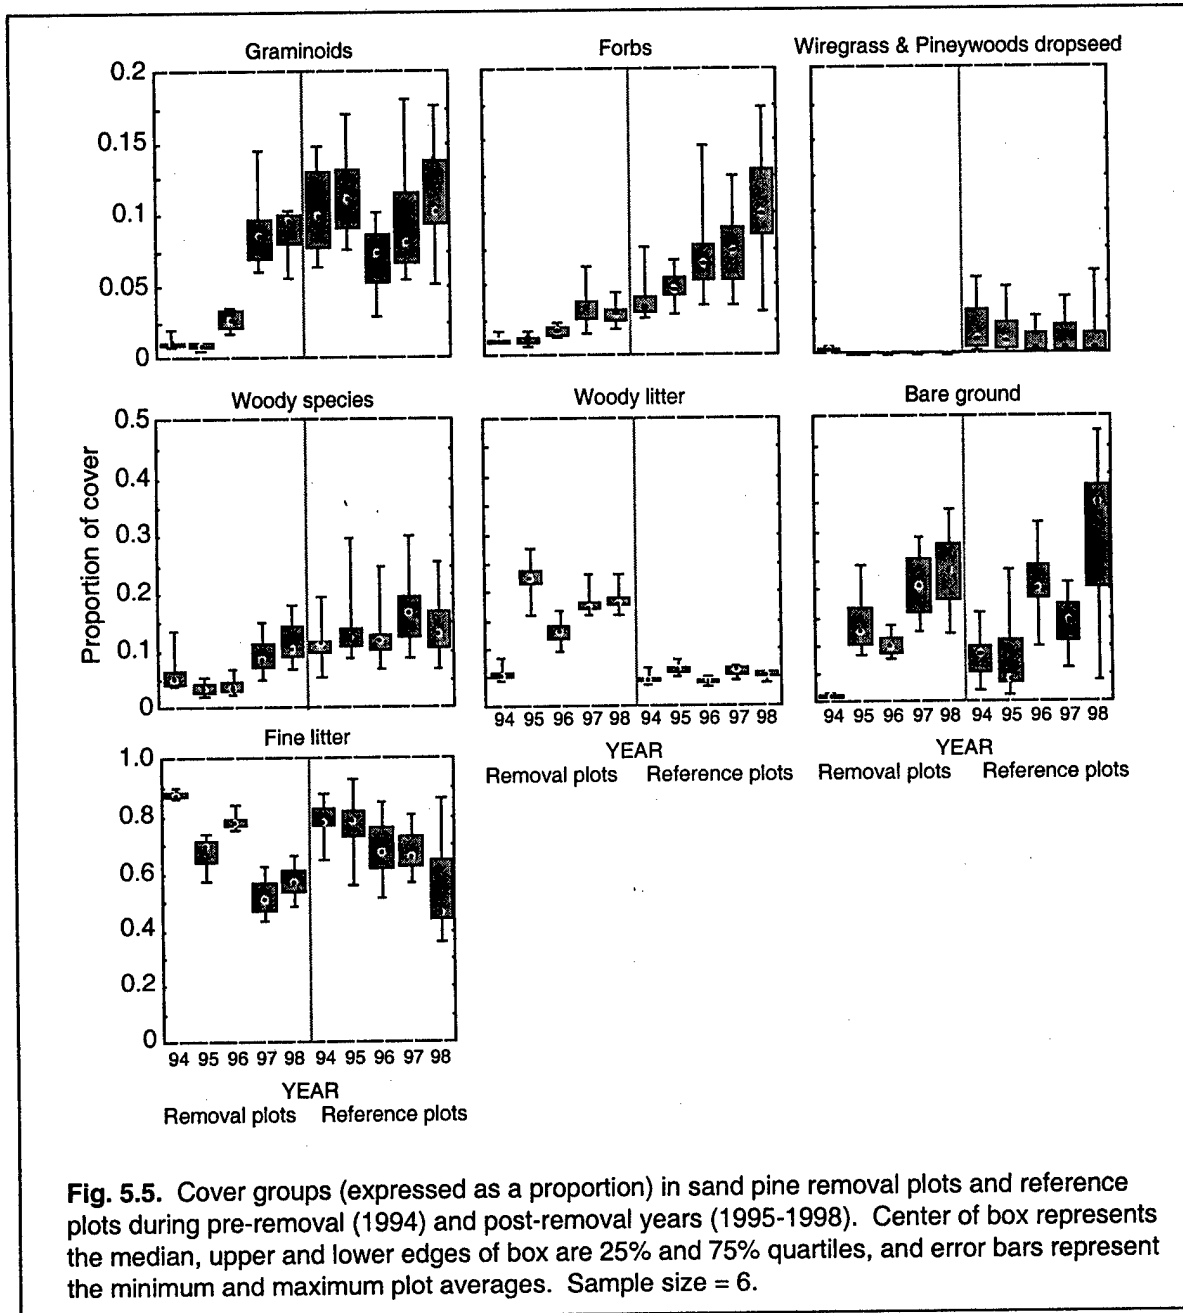 Graminoids
Forbs
Wiregrass & Pineywoods dropseed
0.2
0.15
0.1
0.05
0
Woody species
Woody litter
Bare ground
Proportion of cover
0.5
0.4
0.3
0.2
0.1
0
94 95 96 97 98 94 95 96 97 98
YEAR
Removal plots Reference plots
94 95 96 97 98 94 95 96 97 98
YEAR
Removal plots Reference plots
Fine litter
1.0
0.8
0.6
0.4
0.2
0
94 95 96 97 98 94 95 96 97 98
YEAR
Removal plots Reference plots
Fig. 5.5. Cover groups (expressed as a proportion) in sand pine removal plots and reference
plots during pre-removal (1994) and post-removal years (1995-1998). Center of box represents
the median, upper and lower edges of box are 25% and 75% quartiles, and error bars represent
the minimum and maximum plot averages. Sample size = 6.